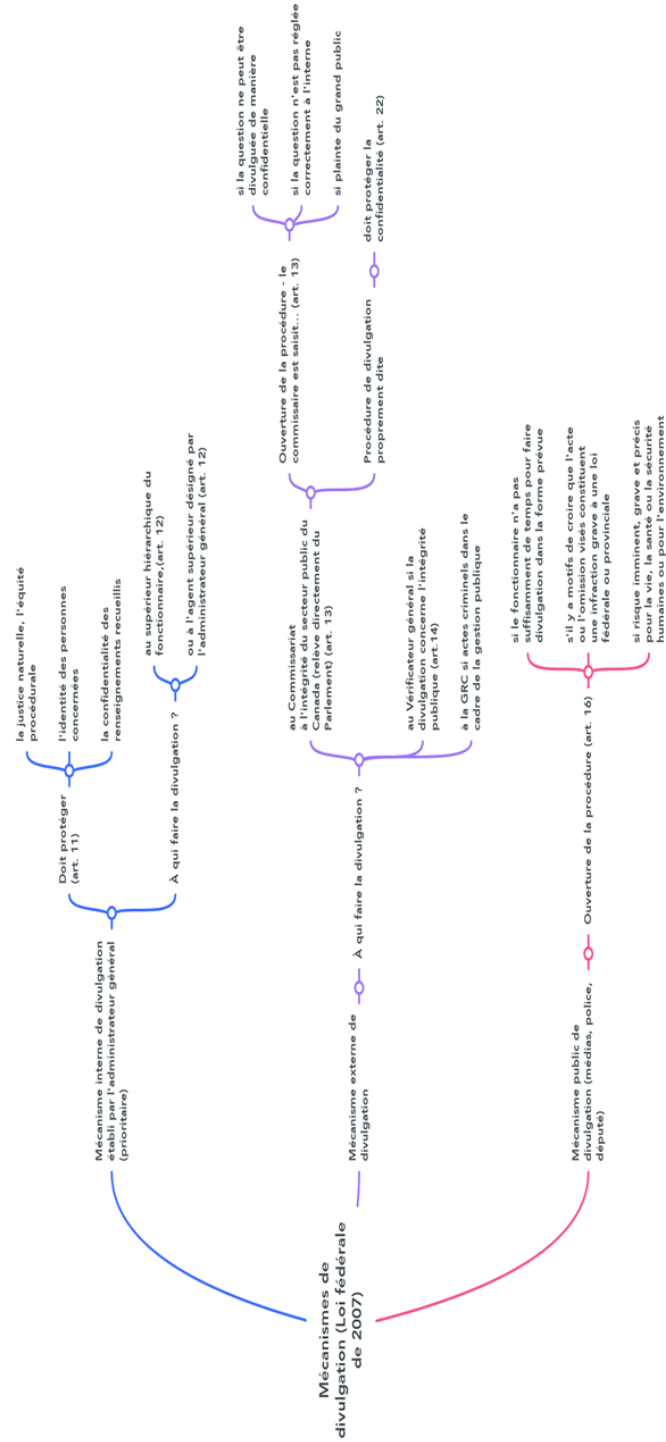 Mécanismes de
divulgation (Loi fédérale
de 2007)
Mécanisme interne de divulgation
établi par l'administrateur général
(prioritaire)
Doit protéger
(art. 11)
la justice naturelle, l'équité
procédurale
l'identité des personnes
concernées
la confidentialité des
renseignements recueillis
À qui faire la divulgation ?
au supérieur hiérarchique du
fonctionnaire,(art. 12)
ou à l'agent supérieur désigné par
l'administrateur général (art. 12)
Mécanisme externe de
divulgation
À qui faire la divulgation ?
au Commissariat
à l'intégrité du secteur public du
Canada (relève directement du
Parlement) (art. 13)
Ouverture de la procédure - le
commissaire est saisit... (art. 13)
si la question ne peut être
divulguée de manière
confidentielle
si la question n'est pas réglée
correctement à l'interne
si plainte du grand public
Procédure de divulgation
proprement dite
doit protéger la
confidentialité (art. 22)
au Vérificateur général si la
divulgation concerne l'intégrité
publique (art.14)
à la GRC si actes criminels dans le
cadre de la gestion publique
Mécanisme public de
divulgation (médias, police,
député)
Ouverture de la procédure (art. 16)
si le fonctionnaire n'a pas
suffisamment de temps pour faire
divulgation dans la forme prévue
s'il y a motifs de croire que l'acte
ou l'omission visés constituent
une infraction grave à une loi
fédérale ou provinciale
si risque imminent, grave et précis
pour la vie, la santé ou la sécurité
humaines ou pour l'environnement